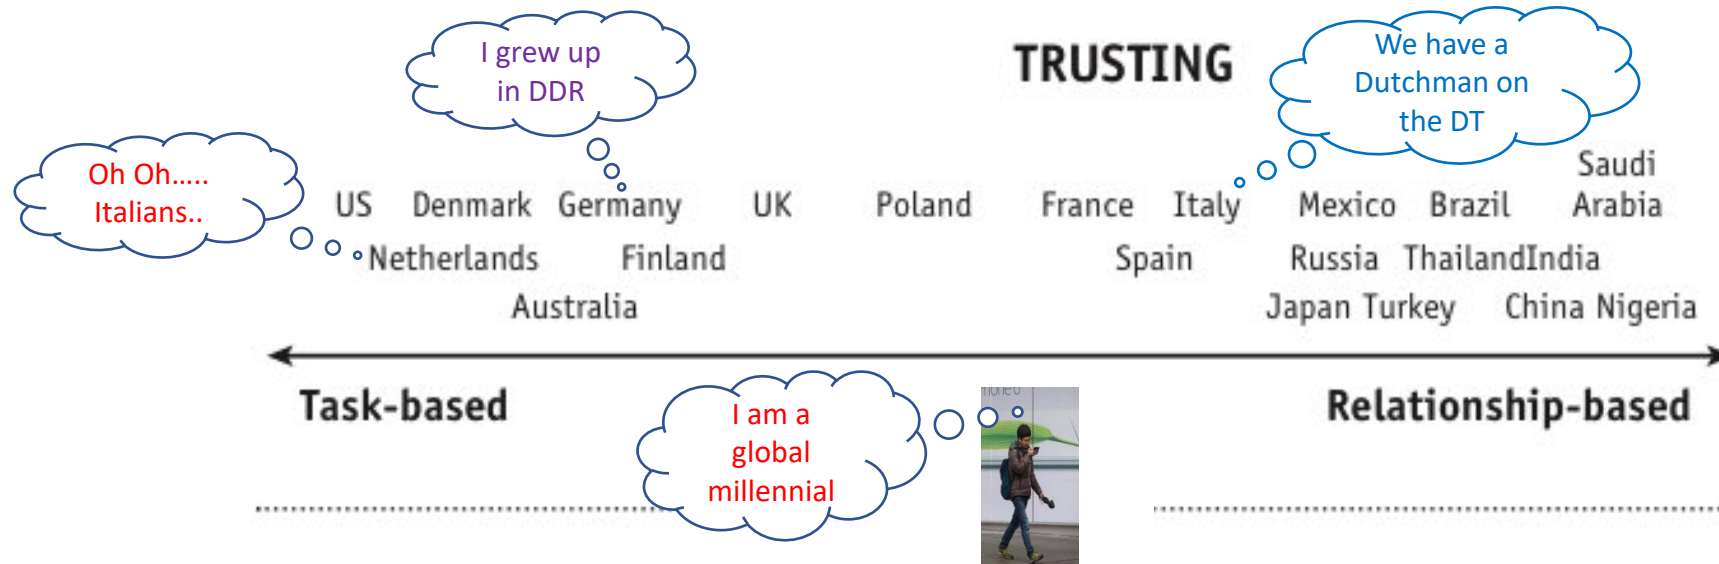 I grew up
in DDR
TRUSTING
We have a
Dutchman on
the DT
Oh Oh.....
Italians..
Saudi
US Denmark Germany UK Poland France Italy Mexico Brazil Arabia
Netherlands Finland Spain Russia ThailandIndia
Australia Japan Turkey China Nigeria
Task-based Relationship-based
I am a
global
millennial